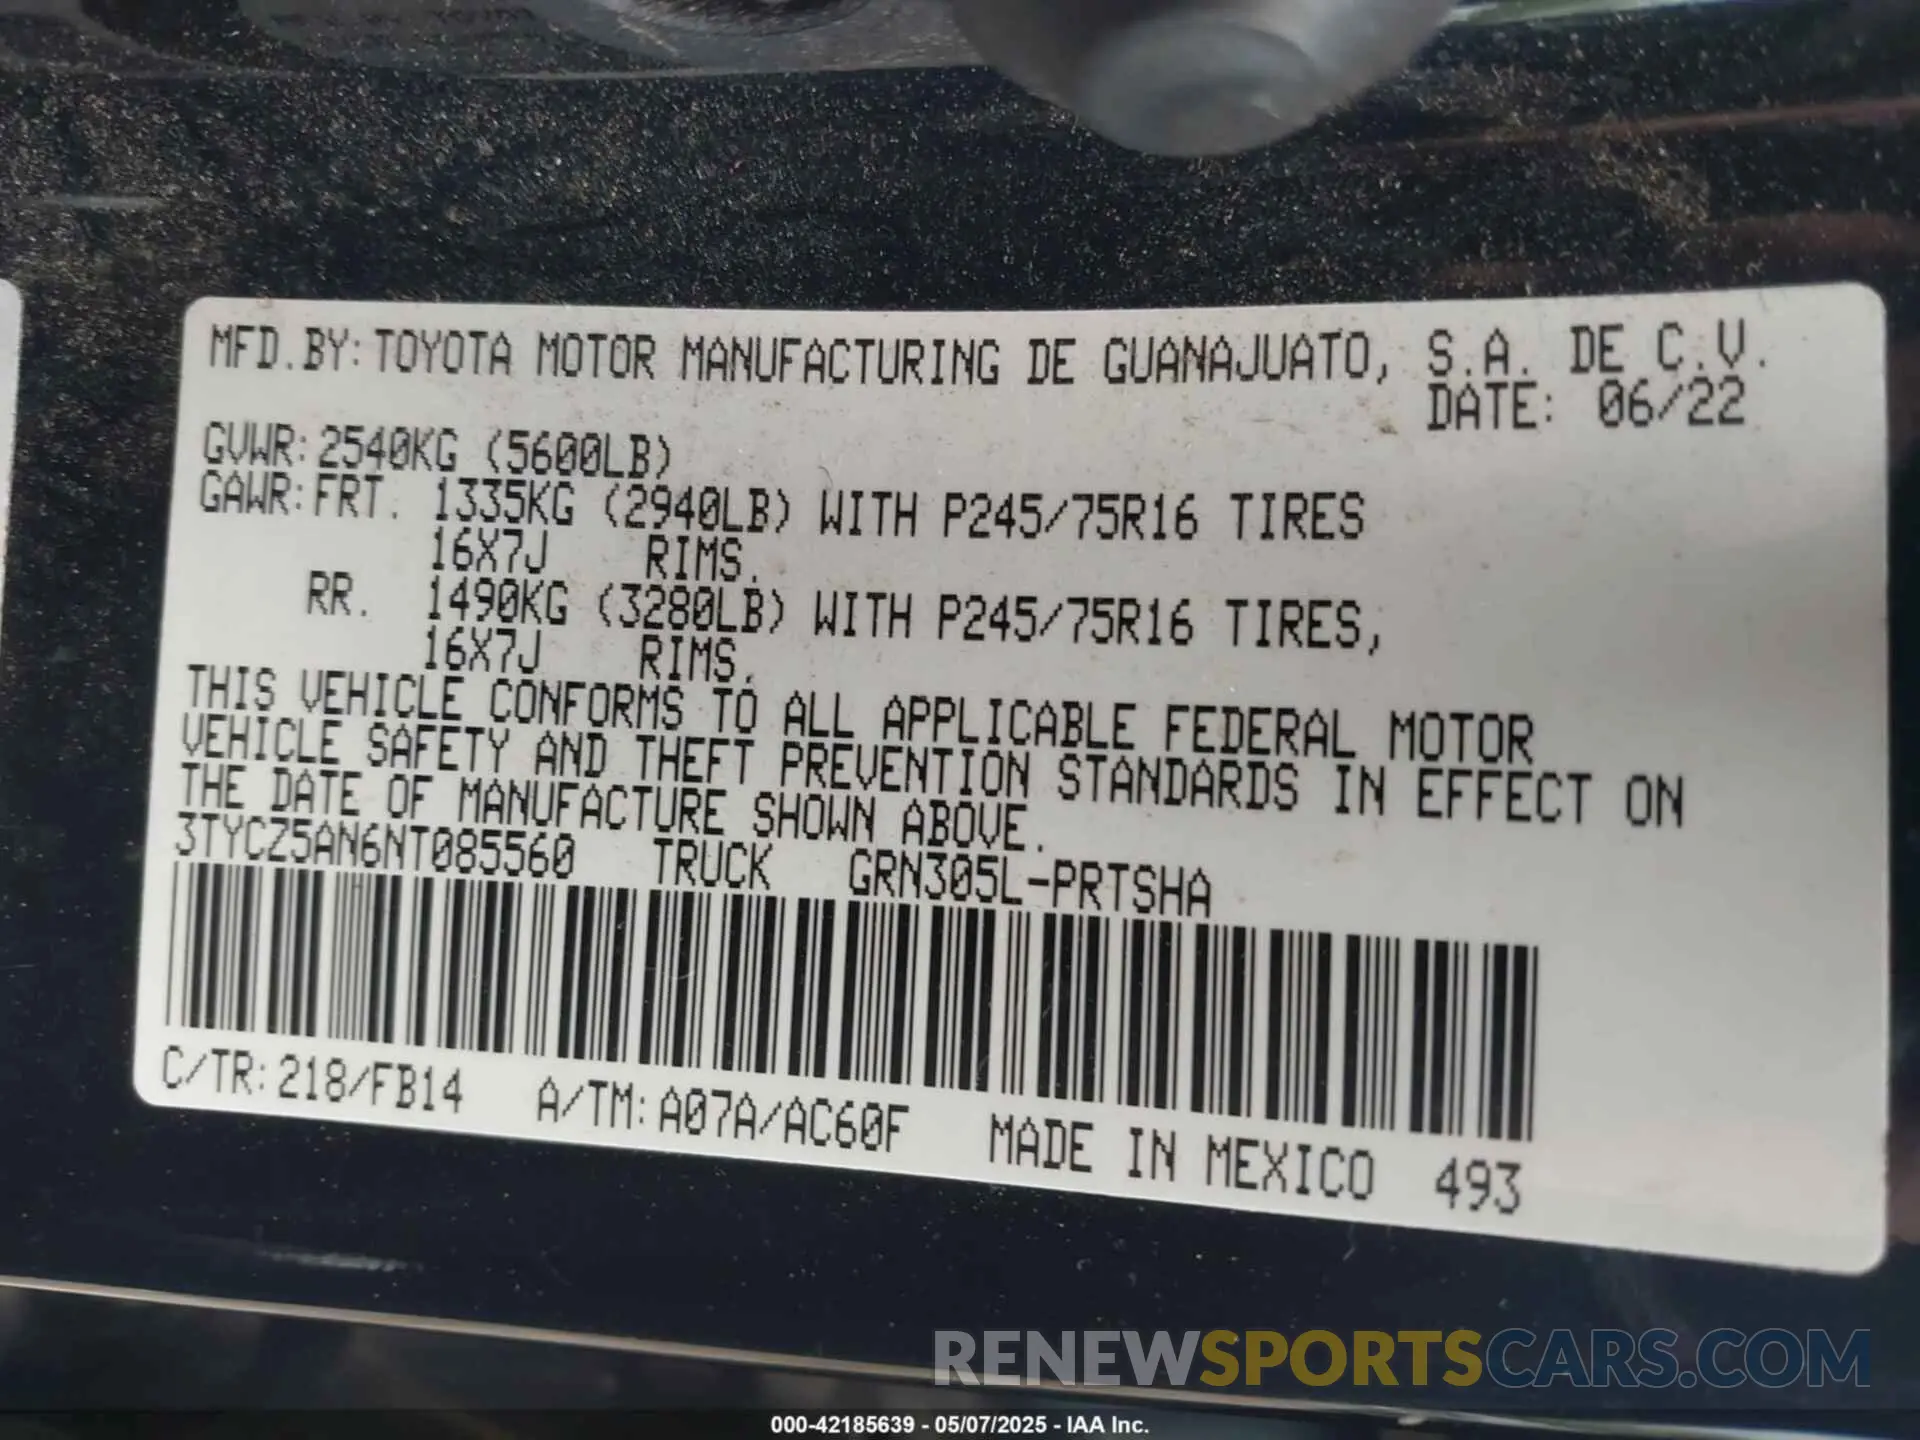 MFD.BY:TOYOTA MOTOR MANUFACTURING DE GUANAJUATO, S.A. DE C.V.
DATE: 06/22
GVWR:2540KG (5600LB)
GAWR:FRT. 1335KG (2940LB) WITH P245/75R16 TIRES
16X7J RIMS.
RR. 1490KG (3280LB) WITH P245/75R16 TIRES,
16X7J RIMS.
THIS VEHICLE CONFORMS TO ALL APPLICABLE FEDERAL MOTOR
VEHICLE SAFETY AND THEFT PREVENTION STANDARDS IN EFFECT ON
THE DATE OF MANUFACTURE SHOWN ABOVE.
3TYCZ5AN6NT085560 TRUCK GRN305L-PRTSHA
C/TR:218/FB14 A/TM:A07A/AC60F MADE IN MEXICO 493
RENEWSPORTSCARS.COM
000-42185639 - 05/07/2025 - IAA Inc.